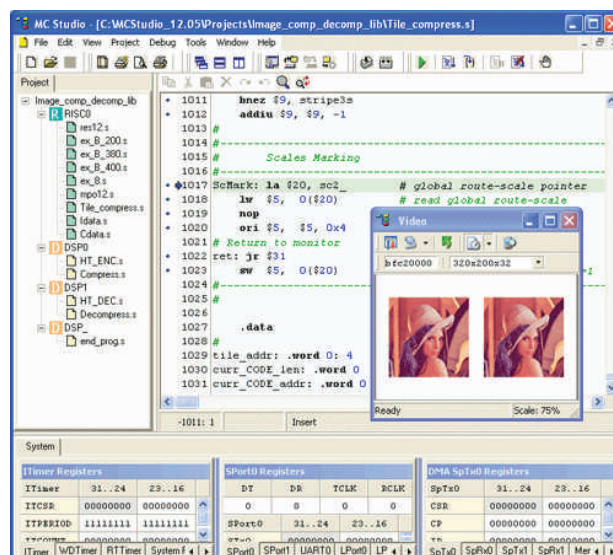 MC Studio - [C:\MCStudio_12.05\Projects\Image_comp_decomp_lib\Tile_compress.s]
File Edit View Project Debug Tools Window Help
Project
Image_comp_decomp_lib
RISC0
res12.s
ex_B_200.s
ex_B_380.s
ex_B_400.s
ex_8.s
mpo12.s
Tile_compress.s
Idata.s
Cdata.s
DSP0
HT_ENC.s
Compress.s
DSP1
HT_DEC.s
Decompress.s
DSP_
end_prog.s
1011 bnez $9, stripe3s
1012 addiu $9, $9, -1
1013 #
1014 #
1015 # Scales Marking
1016 #
1017 ScMark: la $20, sc2_ # global route-scale pointer
1018 lw $5, 0($20) # read global route-scale
1019 nop
1020 ori $5, $5, 0x4
1021 # Return to monitor
1022 ret: jr $31
1023 sw $5, 0($20) -1
1024 #
1025 #
1026
1027 .data
1028 #
1029 tile_addr: .word 0: 4
1030 curr_CODE_len: .word 0
1031 curr_CODE_addr: .word 0
-1011: 1 Insert
Video
bfc20000 320x200x32
Ready Scale: 75%
System
ITimer Registers
ITimer 31..24 23..16
ITCSR 00000000 00000000
ITPERIOD 11111111 11111111
ITCOUNT 00000000 00000000
ITimer WDTimer RTTimer System F
SPort0 Registers
DT DR TCLK RCLK
0 0 0 0
SPort0 31..24 23..16
SPort0 SPort1 UART0 LPort0 LP
DMA SpTx0 Registers
SpTx0 31..24 23..16
CSR 00000000 00000000
CP 00000000 00000000
SpTx0 SpRx0 SpTx1 SpRx1 Mer